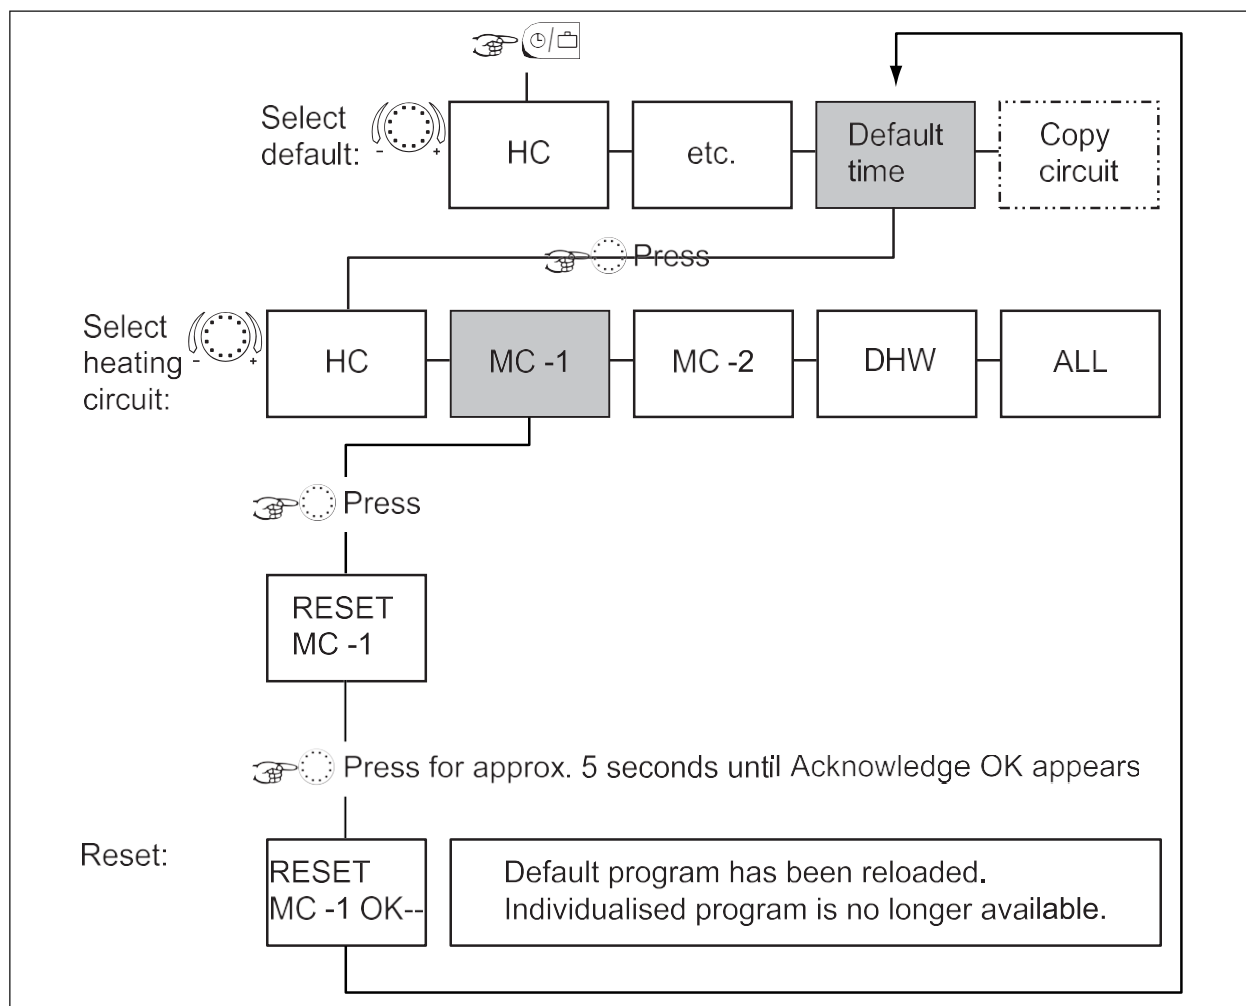 Select
default:
- +
HC
etc.
Default
time
Copy
circuit
Press
Select
heating
circuit:
- +
HC
MC -1
MC -2
DHW
ALL
Press
RESET
MC -1
Press for approx. 5 seconds until Acknowledge OK appears
Reset:
RESET
MC -1 OK--
Default program has been reloaded.
Individualised program is no longer available.